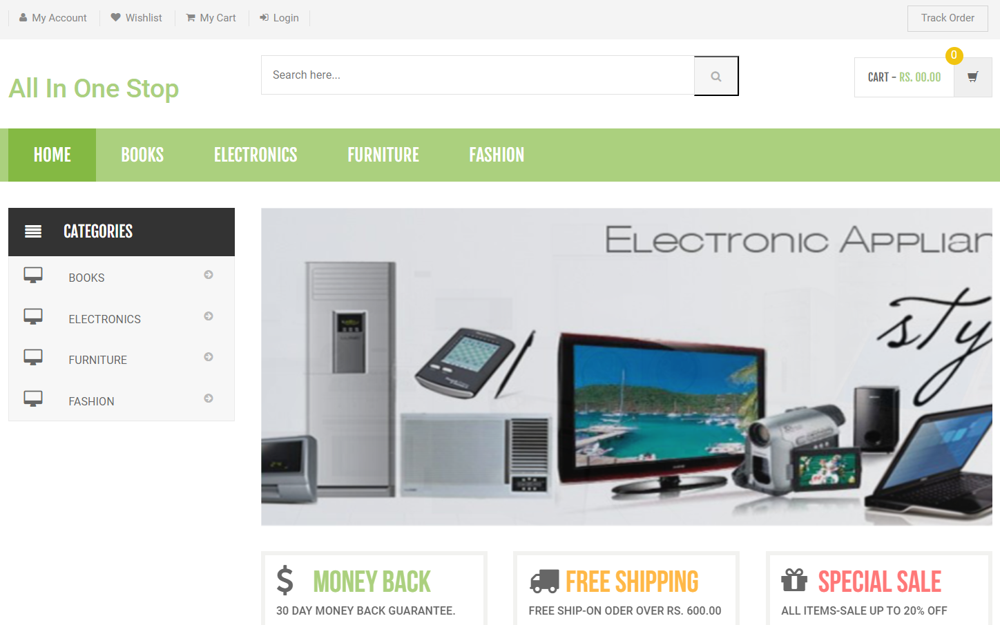 My Account
Wishlist
My Cart
Login
Track Order
All In One Stop
Search here...
0
CART - RS. 00.00
HOME
BOOKS
ELECTRONICS
FURNITURE
FASHION
CATEGORIES
BOOKS
ELECTRONICS
FURNITURE
FASHION
Electronic Applian
sty
MONEY BACK
30 DAY MONEY BACK GUARANTEE.
FREE SHIPPING
FREE SHIP-ON ODER OVER RS. 600.00
SPECIAL SALE
ALL ITEMS-SALE UP TO 20% OFF